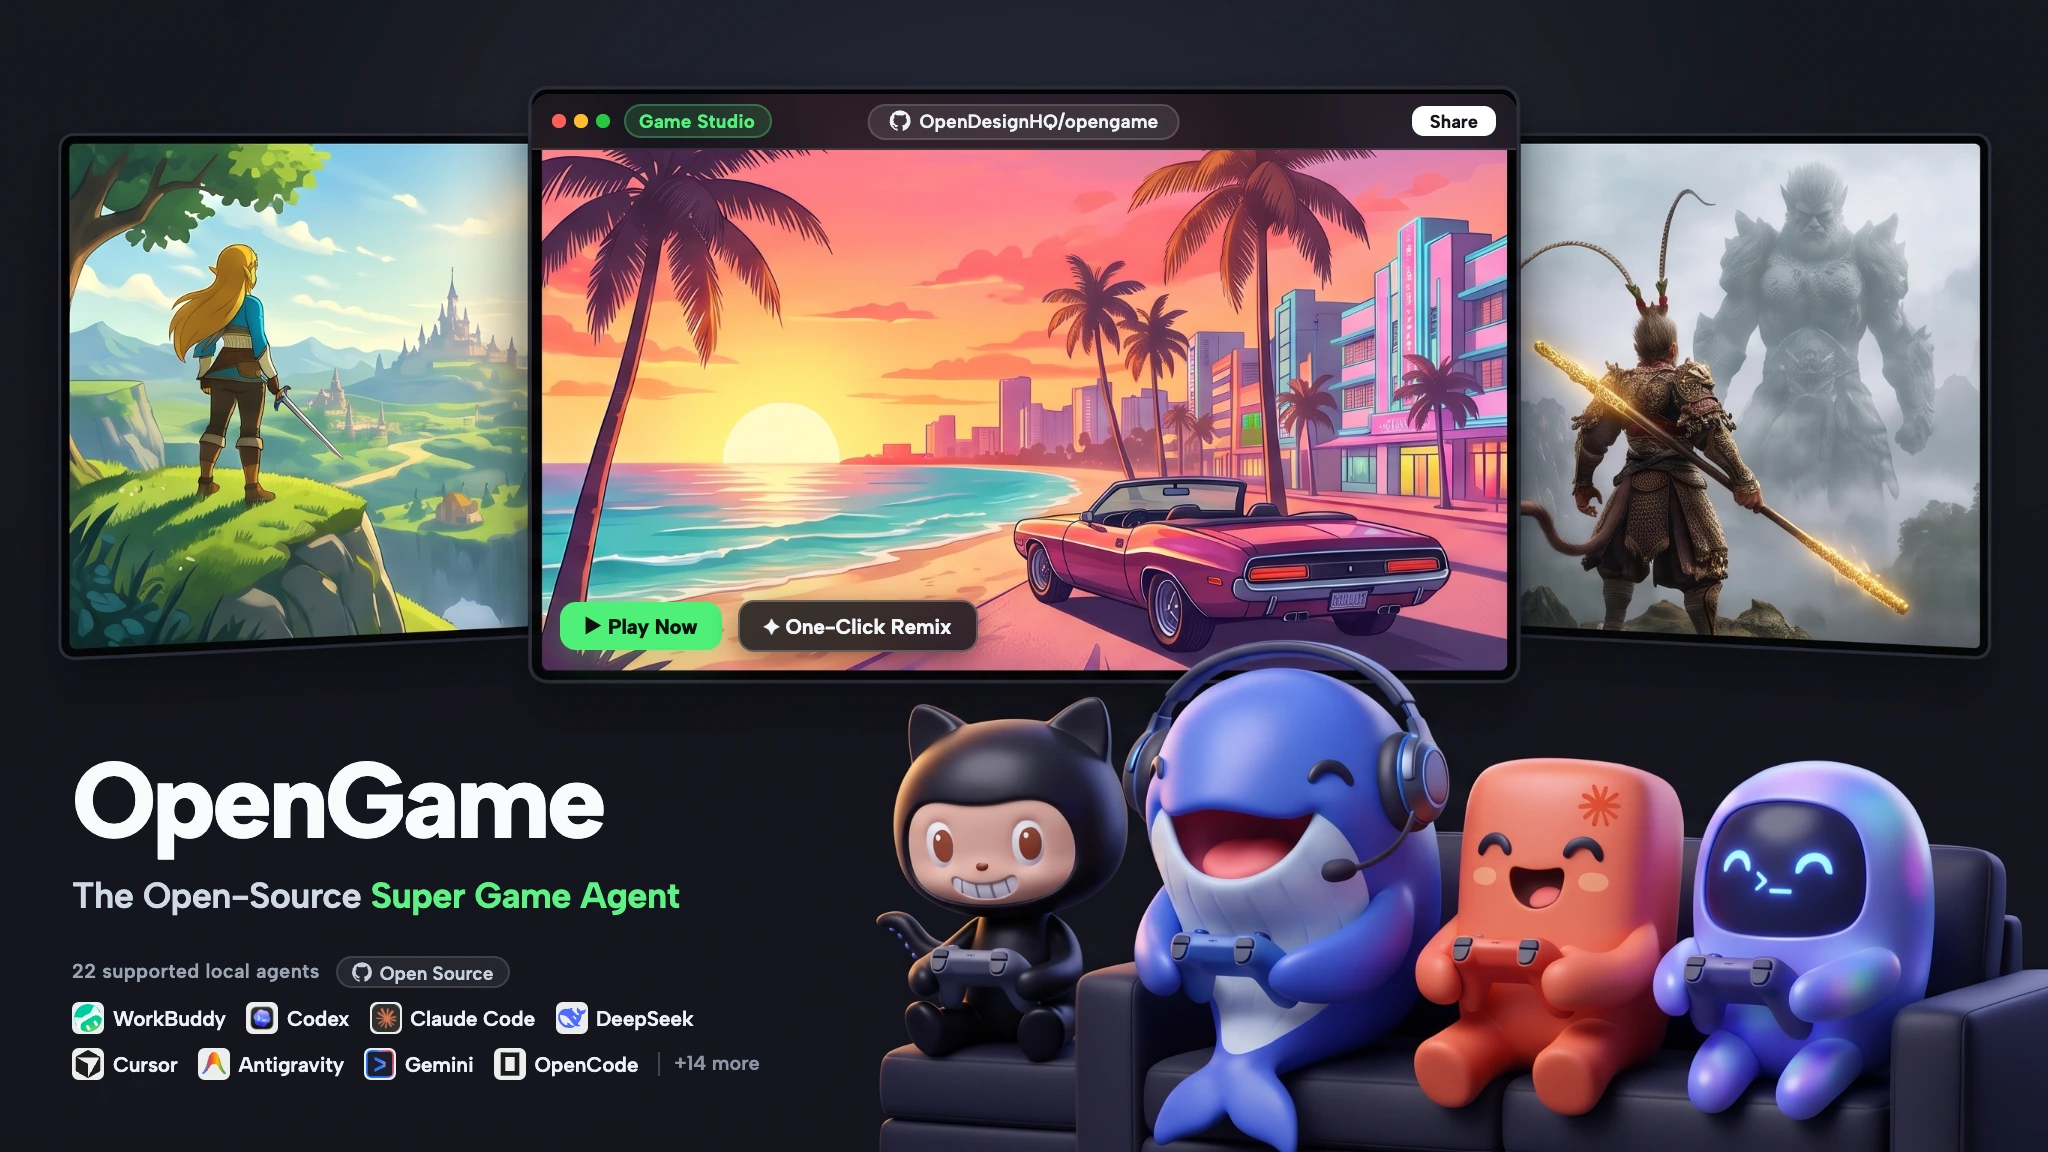 Game Studio
OpenDesignHQ/opengame
Share
▶ Play Now
✦ One-Click Remix
OpenGame
The Open-Source Super Game Agent
22 supported local agents
Open Source
WorkBuddy
Codex
Claude Code
DeepSeek
Cursor
Antigravity
Gemini
OpenCode
+14 more